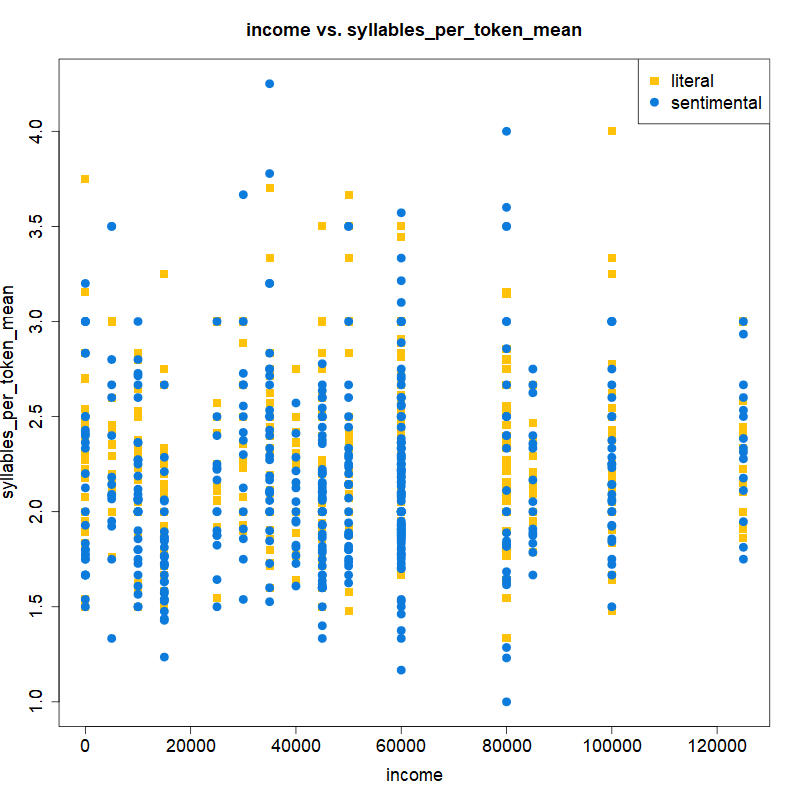 income vs. syllables_per_token_mean
literal
sentimental
syllables_per_token_mean
4.0
3.5
3.0
2.5
2.0
1.5
1.0
0 20000 40000 60000 80000 100000 120000
income